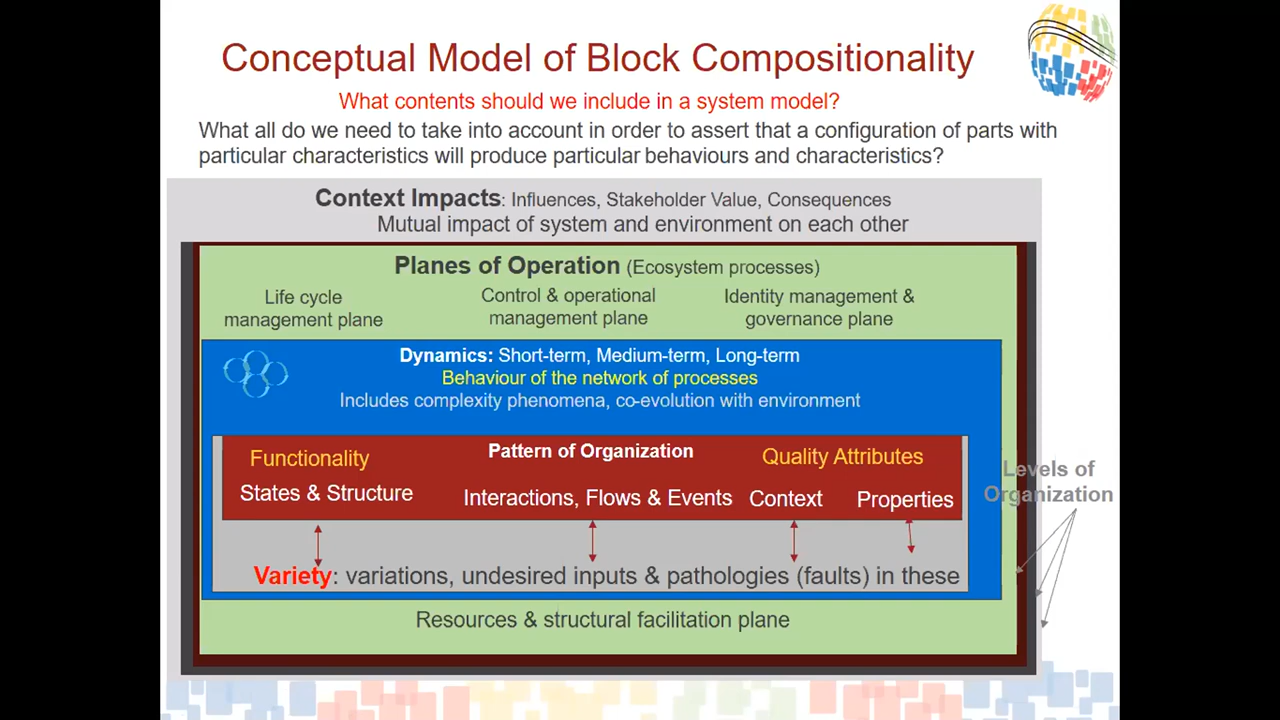 Conceptual Model of Block Compositionality
What contents should we include in a system model?
What all do we need to take into account in order to assert that a configuration of parts with
particular characteristics will produce particular behaviours and characteristics?
Context Impacts: Influences, Stakeholder Value, Consequences
Mutual impact of system and environment on each other
Planes of Operation (Ecosystem processes)
Life cycle
management plane
Control & operational
management plane
Identity management &
governance plane
Dynamics: Short-term, Medium-term, Long-term
Behaviour of the network of processes
Includes complexity phenomena, co-evolution with environment
Functionality
Pattern of Organization
Quality Attributes
States & Structure
Interactions, Flows & Events
Context
Properties
Levels of
Organization
Variety: variations, undesired inputs & pathologies (faults) in these
Resources & structural facilitation plane